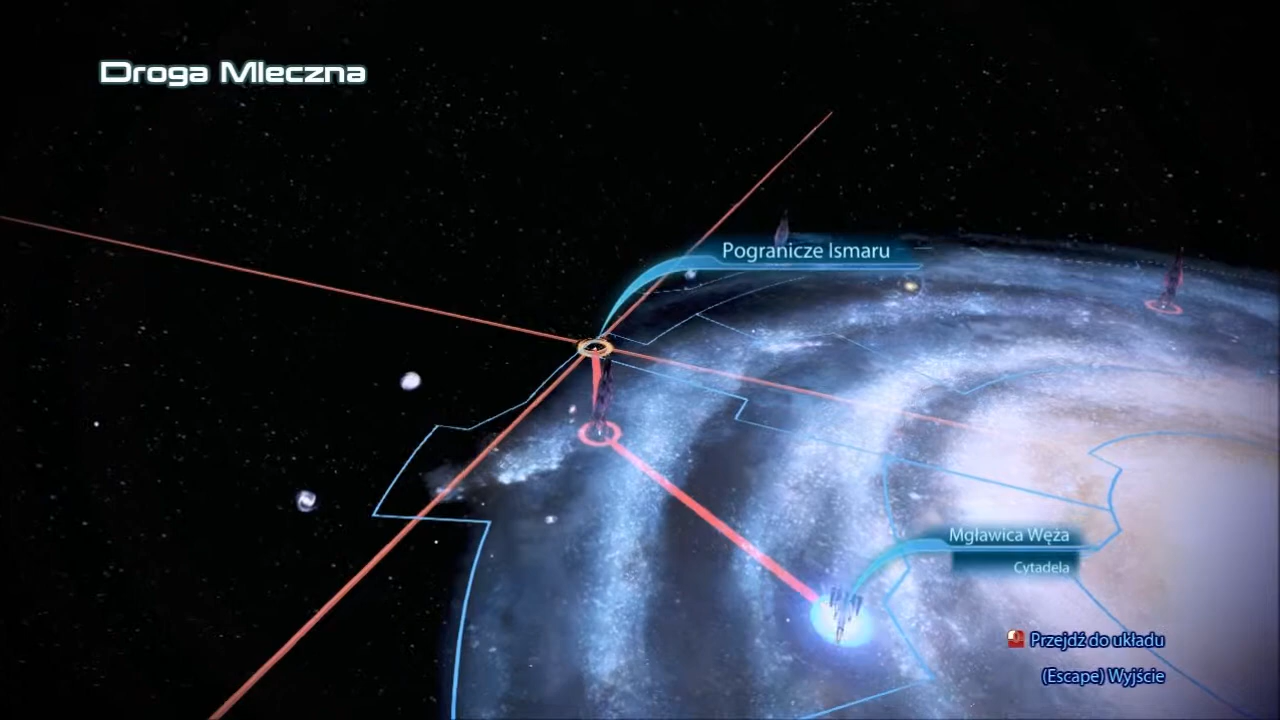 Droga Mleczna
Pogranicze Ismaru
Mgławica Węża
Cytadela
Przejdź do układu
(Escape) Wyjście